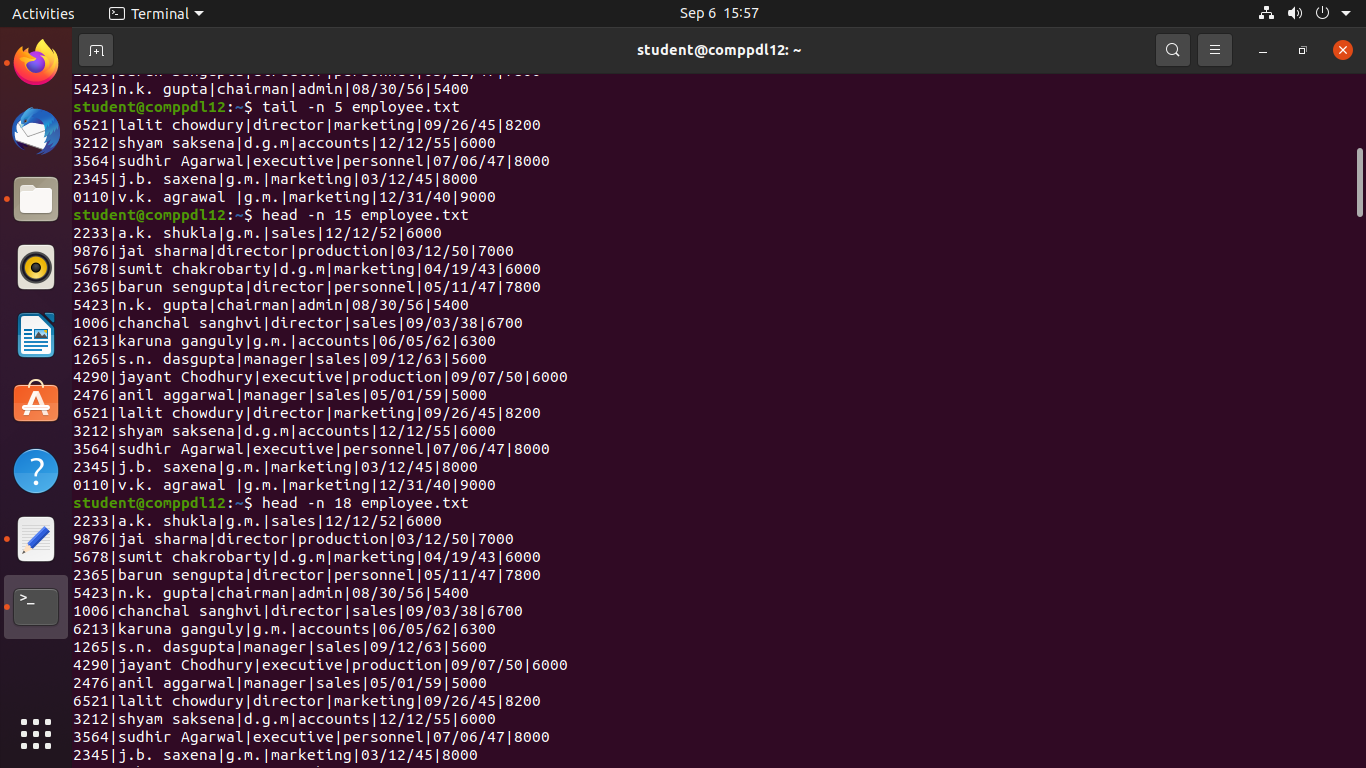 Activities
Terminal
Sep 6 15:57
student@comppdl12: ~
5423|n.k. gupta|chairman|admin|08/30/56|5400
student@comppdl12:~$ tail -n 5 employee.txt
6521|lalit chowdury|director|marketing|09/26/45|8200
3212|shyam saksena|d.g.m|accounts|12/12/55|6000
3564|sudhir Agarwal|executive|personnel|07/06/47|8000
2345|j.b. saxena|g.m.|marketing|03/12/45|8000
0110|v.k. agrawal |g.m.|marketing|12/31/40|9000
student@comppdl12:~$ head -n 15 employee.txt
2233|a.k. shukla|g.m.|sales|12/12/52|6000
9876|jai sharma|director|production|03/12/50|7000
5678|sumit chakrobarty|d.g.m|marketing|04/19/43|6000
2365|barun sengupta|director|personnel|05/11/47|7800
5423|n.k. gupta|chairman|admin|08/30/56|5400
1006|chanchal sanghvi|director|sales|09/03/38|6700
6213|karuna ganguly|g.m.|accounts|06/05/62|6300
1265|s.n. dasgupta|manager|sales|09/12/63|5600
4290|jayant Chodhury|executive|production|09/07/50|6000
2476|anil aggarwal|manager|sales|05/01/59|5000
6521|lalit chowdury|director|marketing|09/26/45|8200
3212|shyam saksena|d.g.m|accounts|12/12/55|6000
3564|sudhir Agarwal|executive|personnel|07/06/47|8000
2345|j.b. saxena|g.m.|marketing|03/12/45|8000
0110|v.k. agrawal |g.m.|marketing|12/31/40|9000
student@comppdl12:~$ head -n 18 employee.txt
2233|a.k. shukla|g.m.|sales|12/12/52|6000
9876|jai sharma|director|production|03/12/50|7000
5678|sumit chakrobarty|d.g.m|marketing|04/19/43|6000
2365|barun sengupta|director|personnel|05/11/47|7800
5423|n.k. gupta|chairman|admin|08/30/56|5400
1006|chanchal sanghvi|director|sales|09/03/38|6700
6213|karuna ganguly|g.m.|accounts|06/05/62|6300
1265|s.n. dasgupta|manager|sales|09/12/63|5600
4290|jayant Chodhury|executive|production|09/07/50|6000
2476|anil aggarwal|manager|sales|05/01/59|5000
6521|lalit chowdury|director|marketing|09/26/45|8200
3212|shyam saksena|d.g.m|accounts|12/12/55|6000
3564|sudhir Agarwal|executive|personnel|07/06/47|8000
2345|j.b. saxena|g.m.|marketing|03/12/45|8000